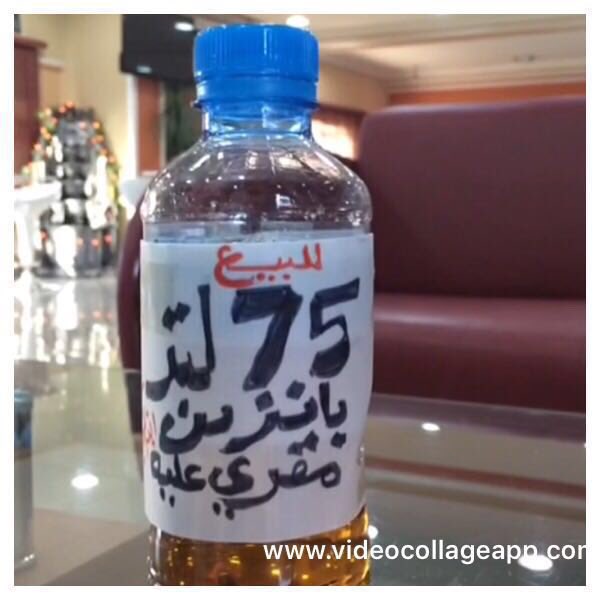 للبيع
75 لتر
بانزين
مقري عليه
www.videocollageapp.com